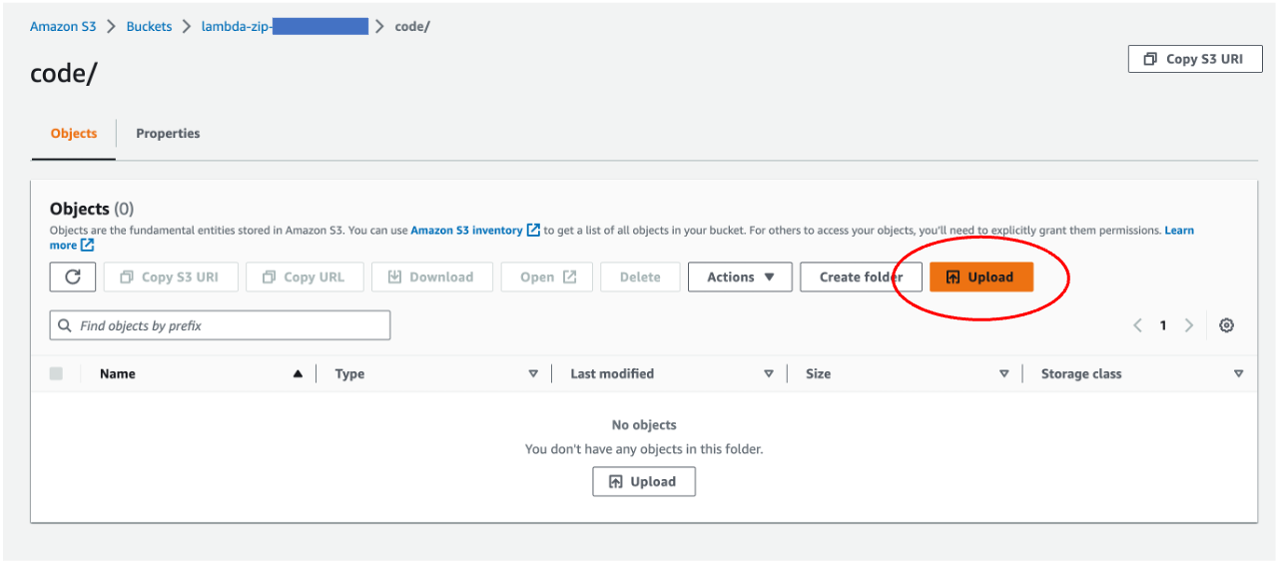 Amazon S3 > Buckets > lambda-zip- > code/
code/
Copy S3 URI
Objects Properties
Objects (0)
Objects are the fundamental entities stored in Amazon S3. You can use Amazon S3 inventory to get a list of all objects in your bucket. For others to access your objects, you'll need to explicitly grant them permissions. Learn
more
Copy S3 URI Copy URL Download Open Delete Actions Create folder Upload
Find objects by prefix
1
Name Type Last modified Size Storage class
No objects
You don't have any objects in this folder.
Upload